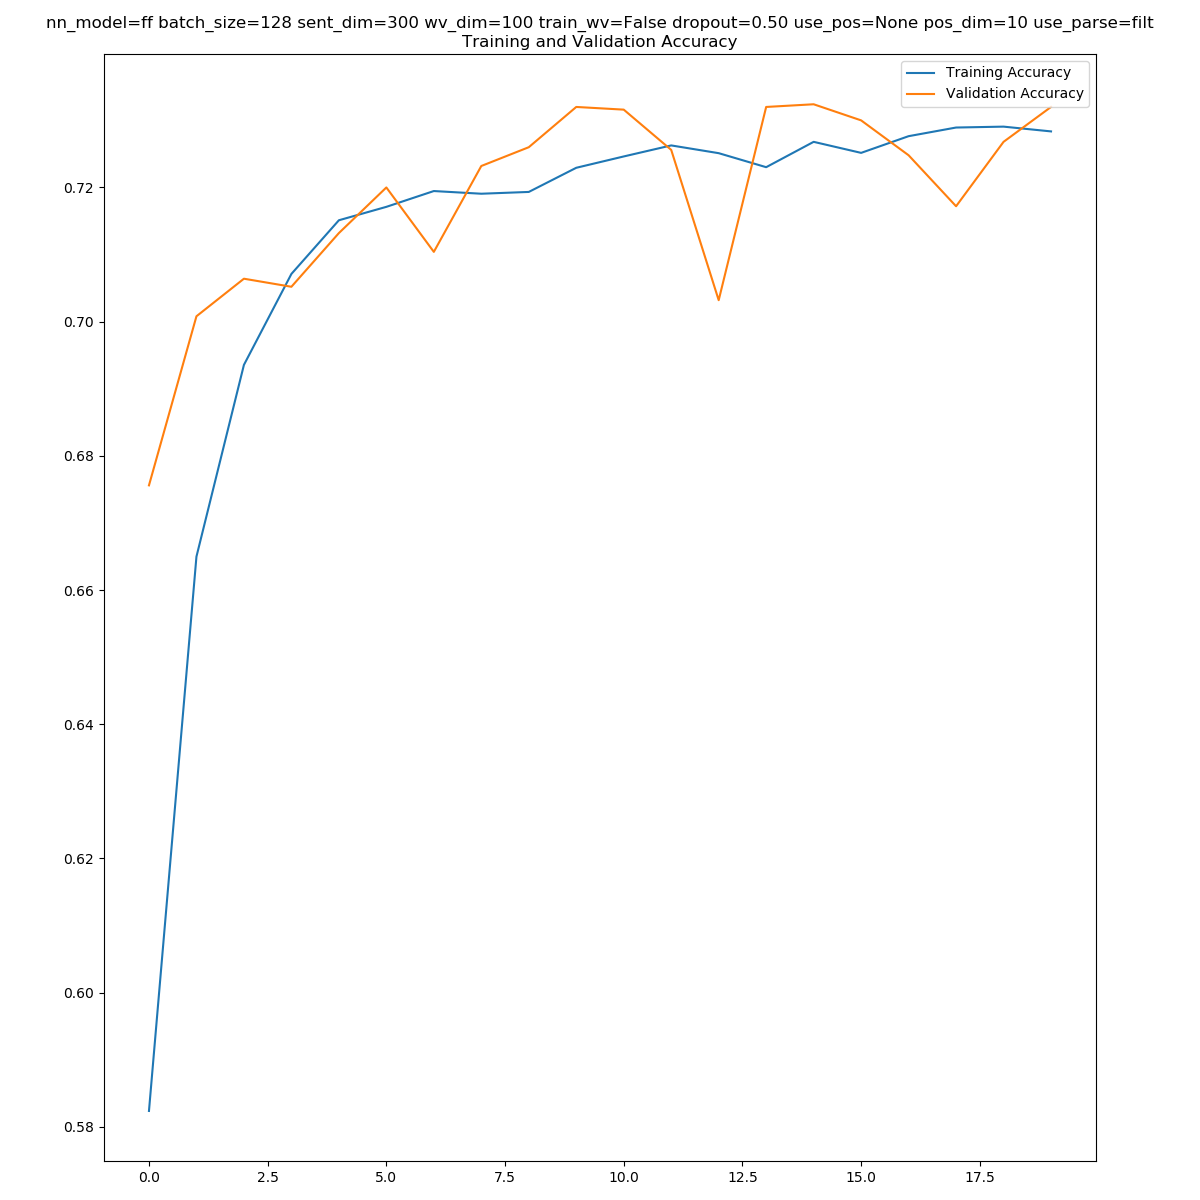 nn_model=ff batch_size=128 sent_dim=300 wv_dim=100 train_wv=False dropout=0.50 use_pos=None pos_dim=10 use_parse=filt
Training and Validation Accuracy
Training Accuracy
Validation Accuracy
0.72
0.70
0.68
0.66
0.64
0.62
0.60
0.58
0.0 2.5 5.0 7.5 10.0 12.5 15.0 17.5